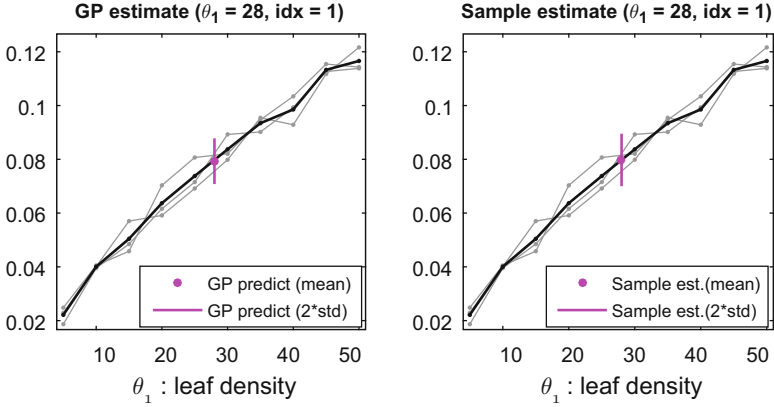 GP estimate (θ₁ = 28, idx = 1)
0.12
0.1
0.08
0.06
0.04
0.02
GP predict (mean)
GP predict (2*std)
10 20 30 40 50
θ₁ : leaf density
Sample estimate (θ₁ = 28, idx = 1)
0.12
0.1
0.08
0.06
0.04
0.02
Sample est.(mean)
Sample est.(2*std)
10 20 30 40 50
θ₁ : leaf density